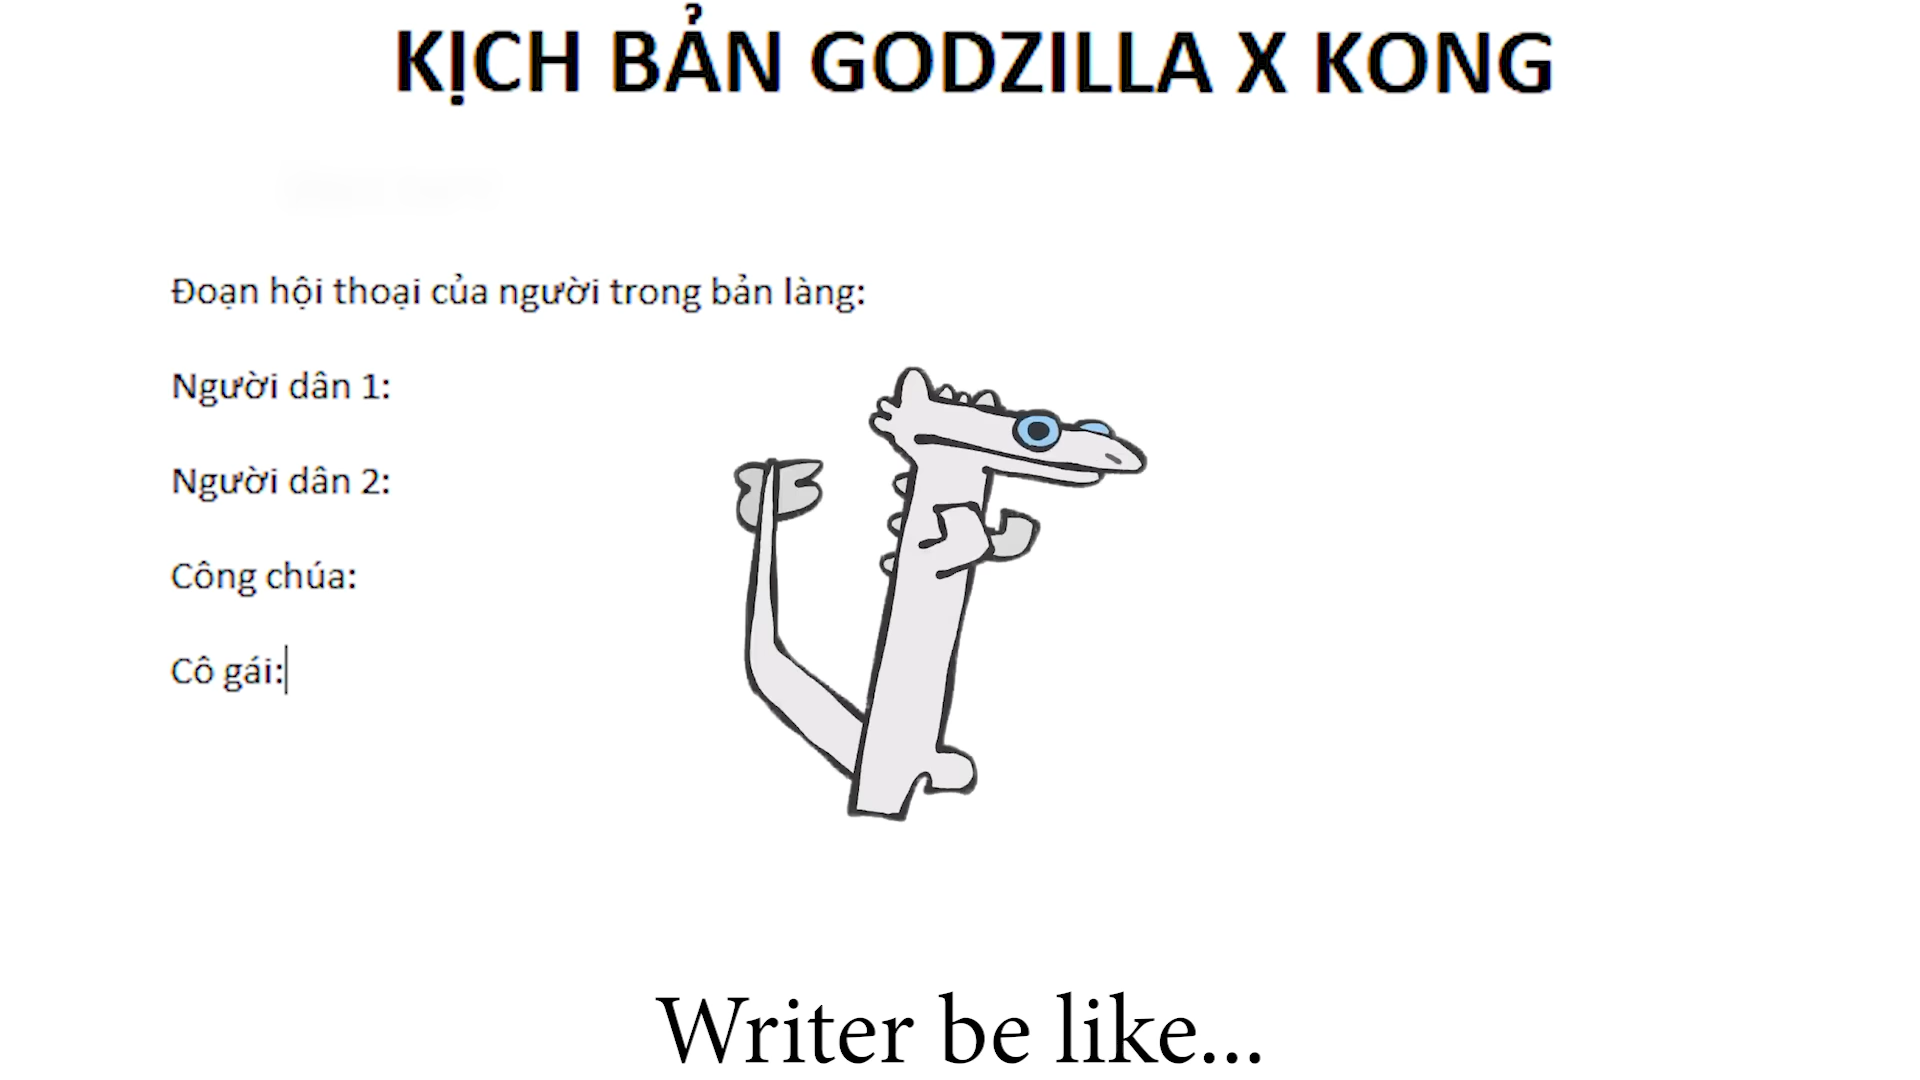 KỊCH BẢN GODZILLA X KONG
Đoạn hội thoại của người trong bản làng:
Người dân 1:
Người dân 2:
Công chúa:
Cô gái:
Writer be like...